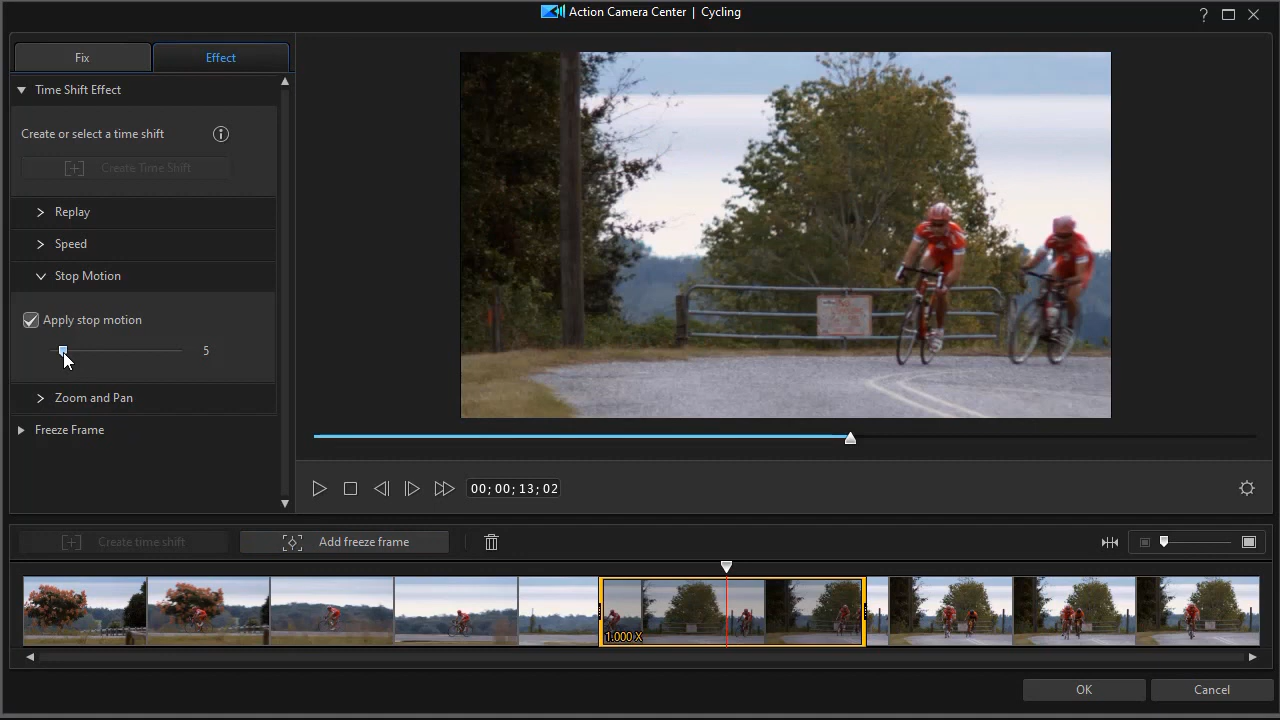 Action Camera Center | Cycling
?
Fix
Effect
Time Shift Effect
Create or select a time shift
Create Time Shift
Replay
Speed
Stop Motion
Apply stop motion
5
Zoom and Pan
Freeze Frame
00; 00; 13; 02
Create time shift
Add freeze frame
1.000 X
OK
Cancel